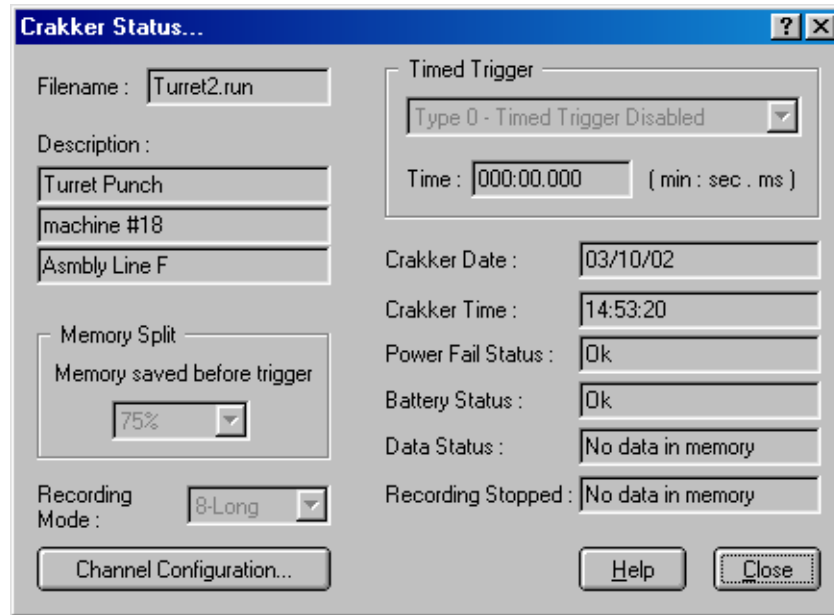 Crakker Status...
Filename : Turret2.run
Description :
Turret Punch
machine #18
Asmbly Line F
Memory Split
Memory saved before trigger
75%
Recording
Mode :
8-Long
Channel Configuration...
Timed Trigger
Type 0 - Timed Trigger Disabled
Time : 000:00.000 ( min : sec . ms )
Crakker Date : 03/10/02
Crakker Time : 14:53:20
Power Fail Status : Ok
Battery Status : Ok
Data Status : No data in memory
Recording Stopped : No data in memory
Help
Close